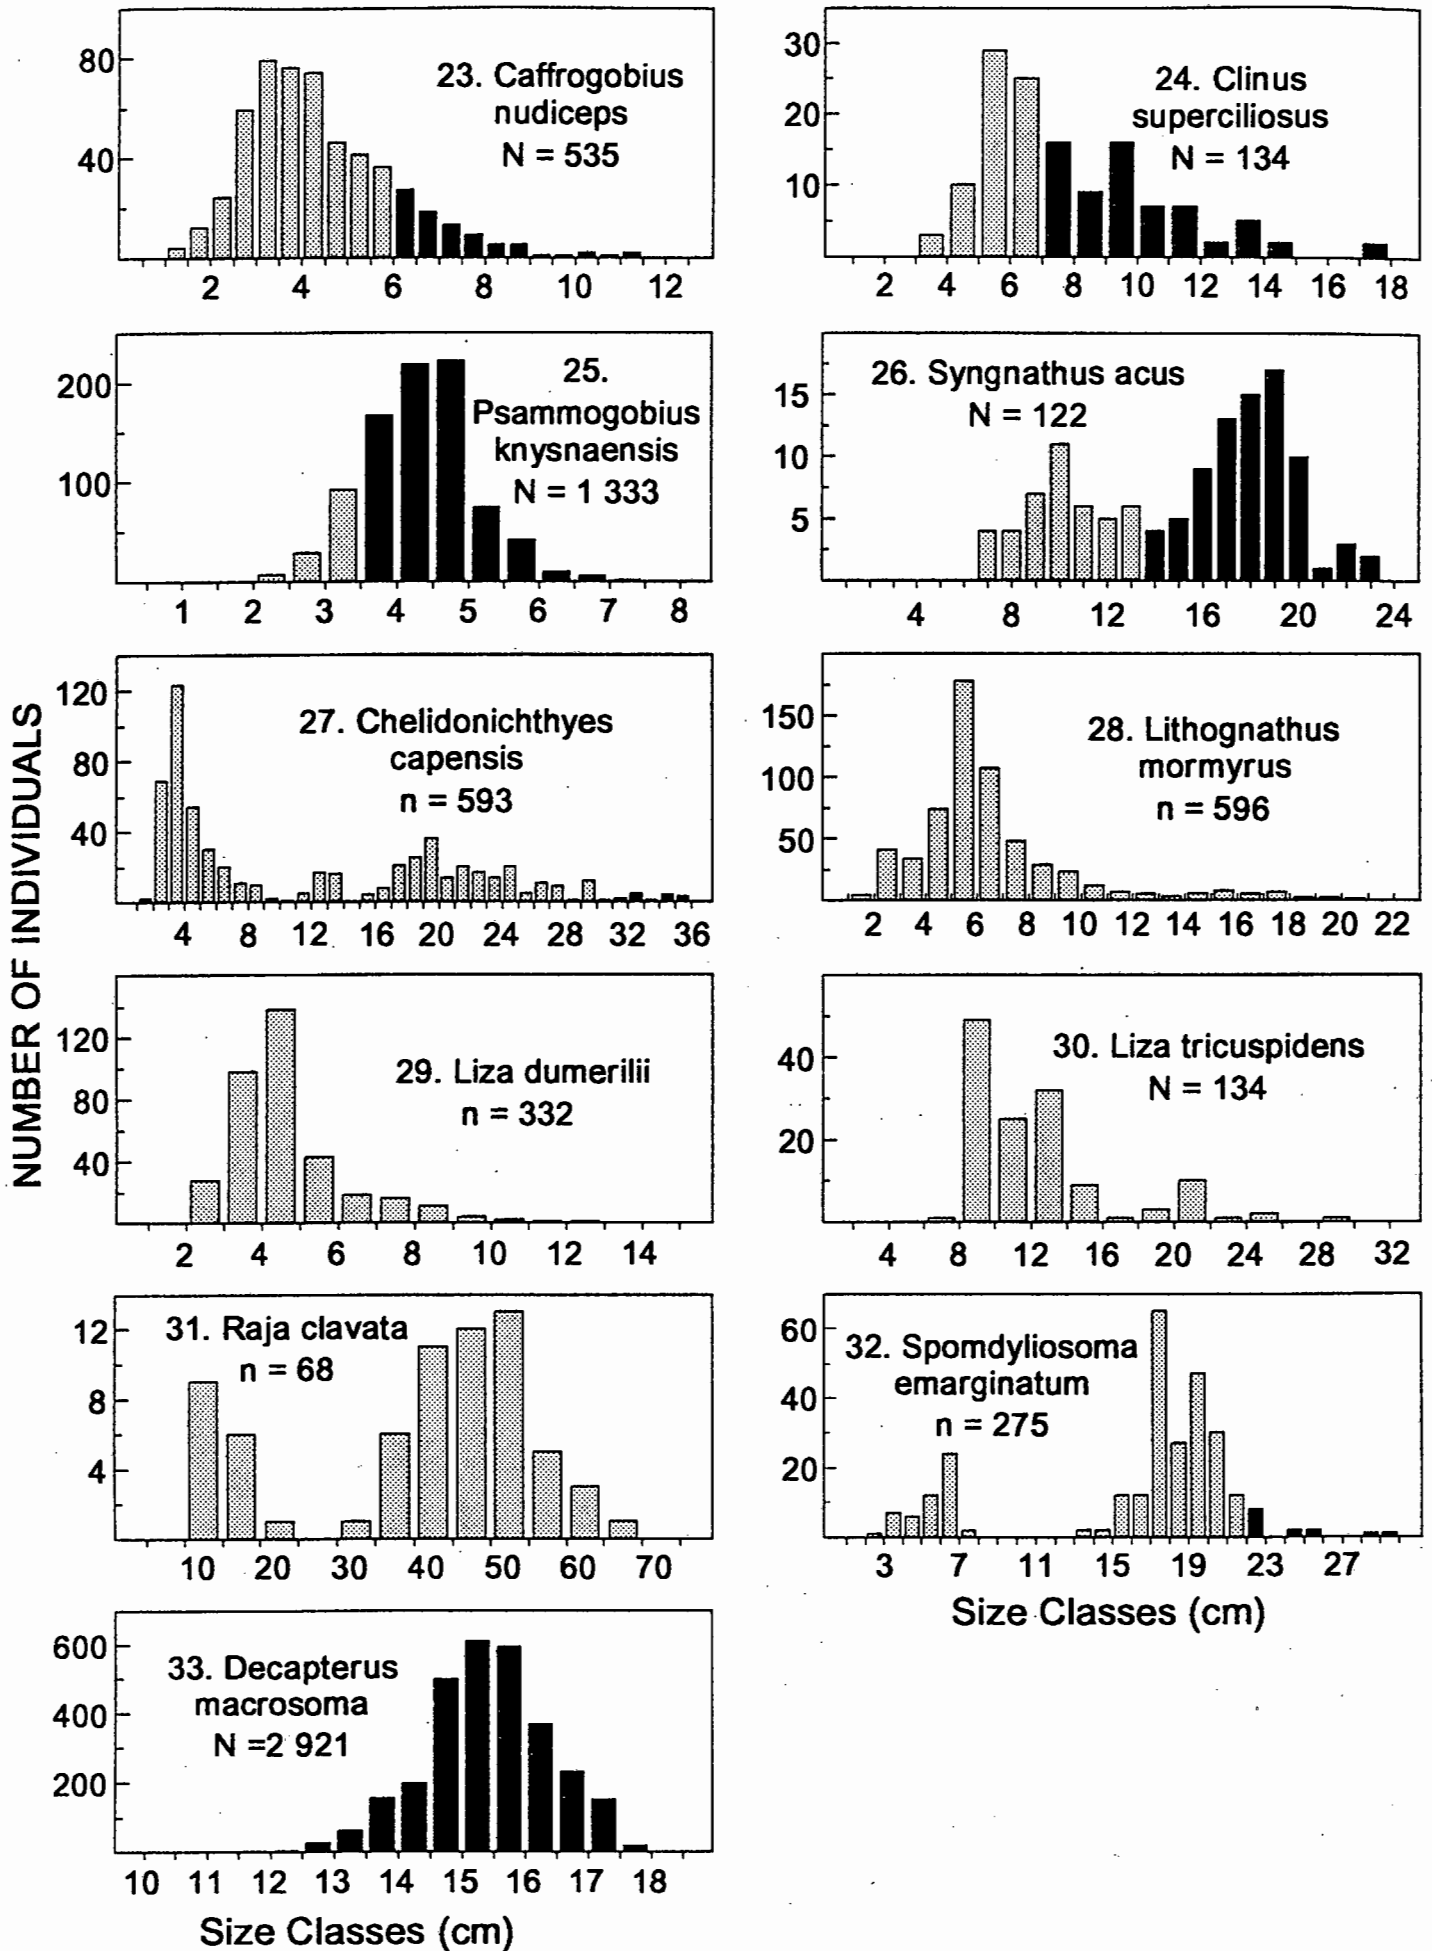 NUMBER OF INDIVIDUALS
80
40
23. Caffrogobius
nudiceps
N = 535
2 4 6 8 10 12
30
20
10
24. Clinus
superciliosus
N = 134
2 4 6 8 10 12 14 16 18
200
100
25.
Psammogobius
knysnaensis
N = 1 333
1 2 3 4 5 6 7 8
15
10
5
26. Syngnathus acus
N = 122
4 8 12 16 20 24
120
80
40
27. Chelidonichthyes
capensis
n = 593
4 8 12 16 20 24 28 32 36
150
100
50
28. Lithognathus
mormyrus
n = 596
2 4 6 8 10 12 14 16 18 20 22
120
80
40
29. Liza dumerilii
n = 332
2 4 6 8 10 12 14
40
20
30. Liza tricuspidens
N = 134
4 8 12 16 20 24 28 32
12
8
4
31. Raja clavata
n = 68
10 20 30 40 50 60 70
60
40
20
32. Spomdyliosoma
emarginatum
n = 275
3 7 11 15 19 23 27
Size Classes (cm)
600
400
200
33. Decapterus
macrosoma
N =2 921
10 11 12 13 14 15 16 17 18
Size Classes (cm)